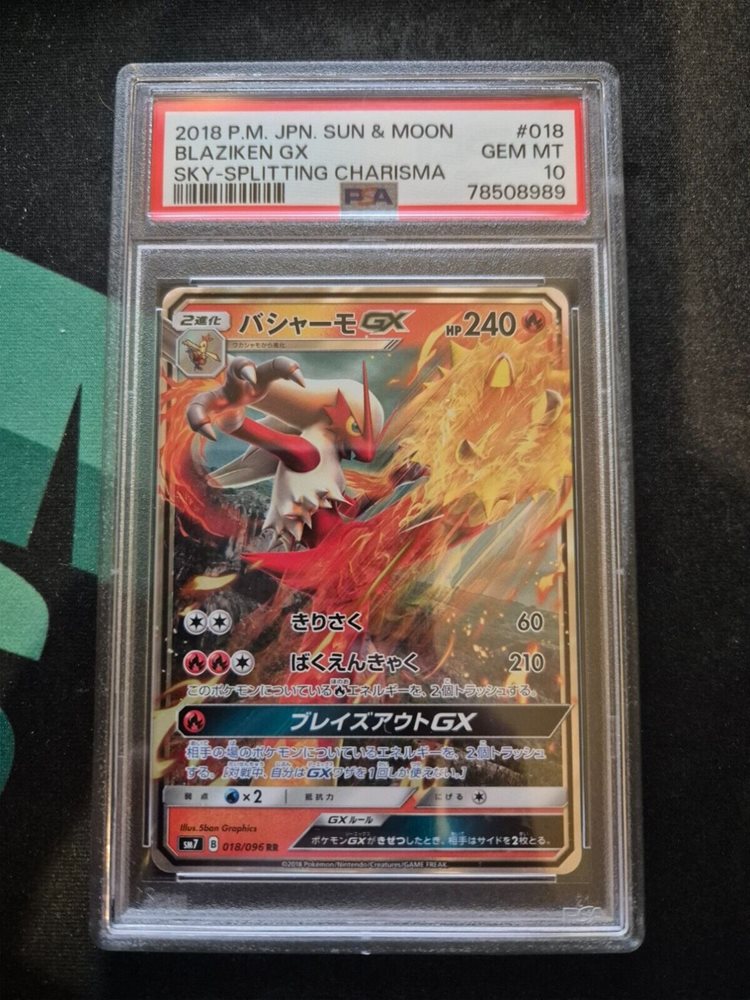 2018 P.M. JPN. SUN & MOON #018
BLAZIKEN GX GEM MT
SKY-SPLITTING CHARISMA 10
PSA 78508989
2進化 バシャーモGX HP240
ワカシャモから進化
きりさく 60
ばくえんきゃく 210
このポケモンについている エネルギーを、2個トラッシュする。
ブレイズアウトGX
相手の場のポケモンについているエネルギーを、2個トラッシュ
する。[対戦中、自分はGXワザを1回しか使えない。]
弱点 ×2 抵抗力 にげる
GXルール
ポケモンGXがきぜつしたとき、相手はサイドを2枚とる。
Illus. 5ban Graphics
SM7 B 018/096 RR
©2018 Pokémon/Nintendo/Creatures/GAME FREAK